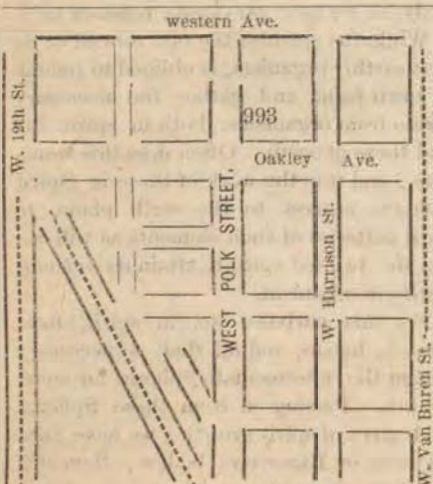 western Ave.
W. 12th St.
993
Oakley Ave.
WEST POLK STREET.
W. Harrison St.
W. Van Buren St.